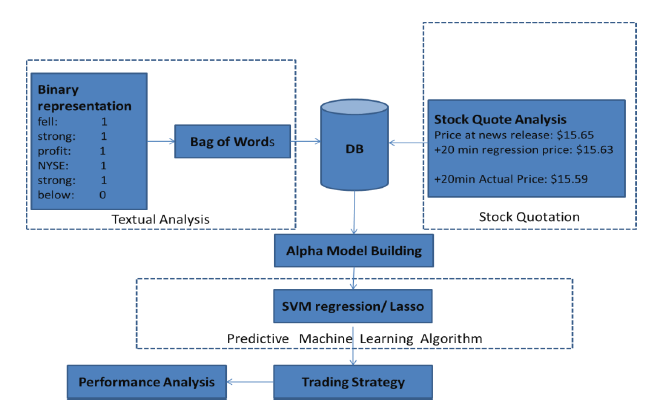 Binary
representation
fell: 1
strong: 1
profit: 1
NYSE: 1
strong: 1
below: 0
Textual Analysis
Bag of Words
DB
Stock Quote Analysis
Price at news release: $15.65
+20 min regression price: $15.63
+20min Actual Price: $15.59
Stock Quotation
Alpha Model Building
SVM regression/ Lasso
Predictive Machine Learning Algorithm
Performance Analysis
Trading Strategy